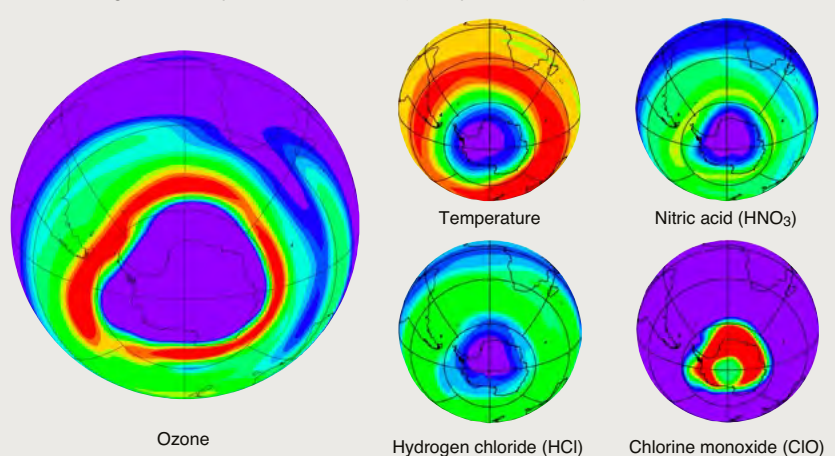 Temperature
Nitric acid (HNO₃)
Ozone
Hydrogen chloride (HCl)
Chlorine monoxide (ClO)